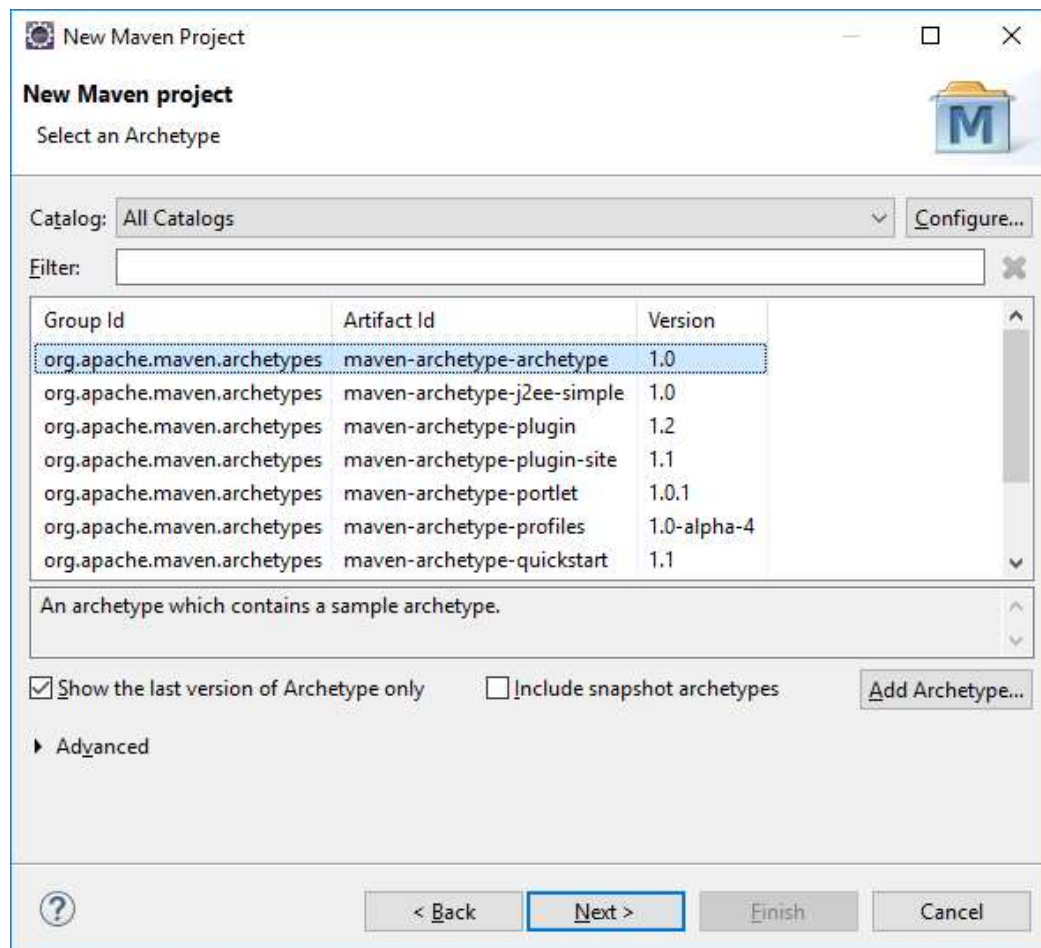 New Maven Project
New Maven project
Select an Archetype
M
Catalog: All Catalogs Configure...
Filter:
Group Id Artifact Id Version
org.apache.maven.archetypes maven-archetype-archetype 1.0
org.apache.maven.archetypes maven-archetype-j2ee-simple 1.0
org.apache.maven.archetypes maven-archetype-plugin 1.2
org.apache.maven.archetypes maven-archetype-plugin-site 1.1
org.apache.maven.archetypes maven-archetype-portlet 1.0.1
org.apache.maven.archetypes maven-archetype-profiles 1.0-alpha-4
org.apache.maven.archetypes maven-archetype-quickstart 1.1
An archetype which contains a sample archetype.
Show the last version of Archetype only Include snapshot archetypes Add Archetype...
Advanced
? < Back Next > Finish Cancel